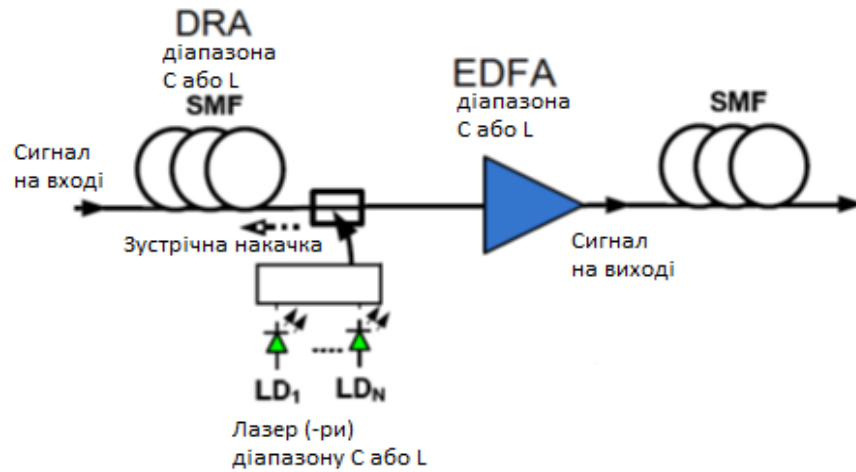 DRA
діапазона
C або L
SMF
EDFA
діапазона
C або L
SMF
Сигнал
на вході
Зустрічна накачка
Сигнал
на виході
LD₁
LDₙ
Лазер (-ри)
діапазону C або L